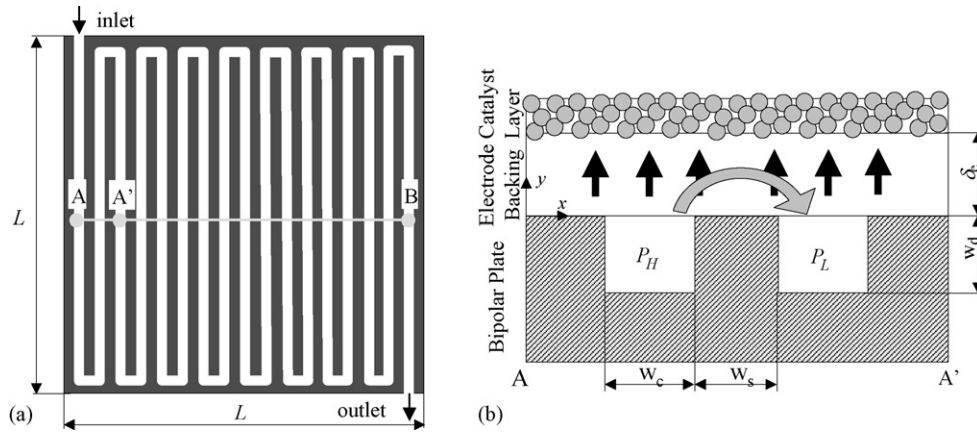 inlet
A
A'
B
L
L
outlet
(a)
Electrode Catalyst
Backing Layer
Bipolar Plate
y
x
P_H
P_L
w_d
w_c
w_s
A
A'
(b)